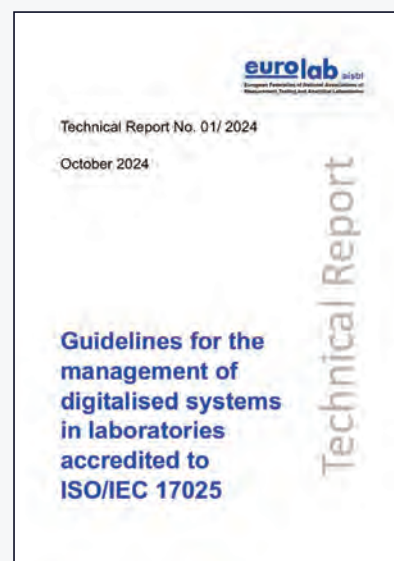 eurolab aisbl
European Federation of National Associations of
Measurement, Testing and Analytical Laboratories
Technical Report No. 01/ 2024
October 2024
Technical Report
Guidelines for the
management of
digitalised systems
in laboratories
accredited to
ISO/IEC 17025